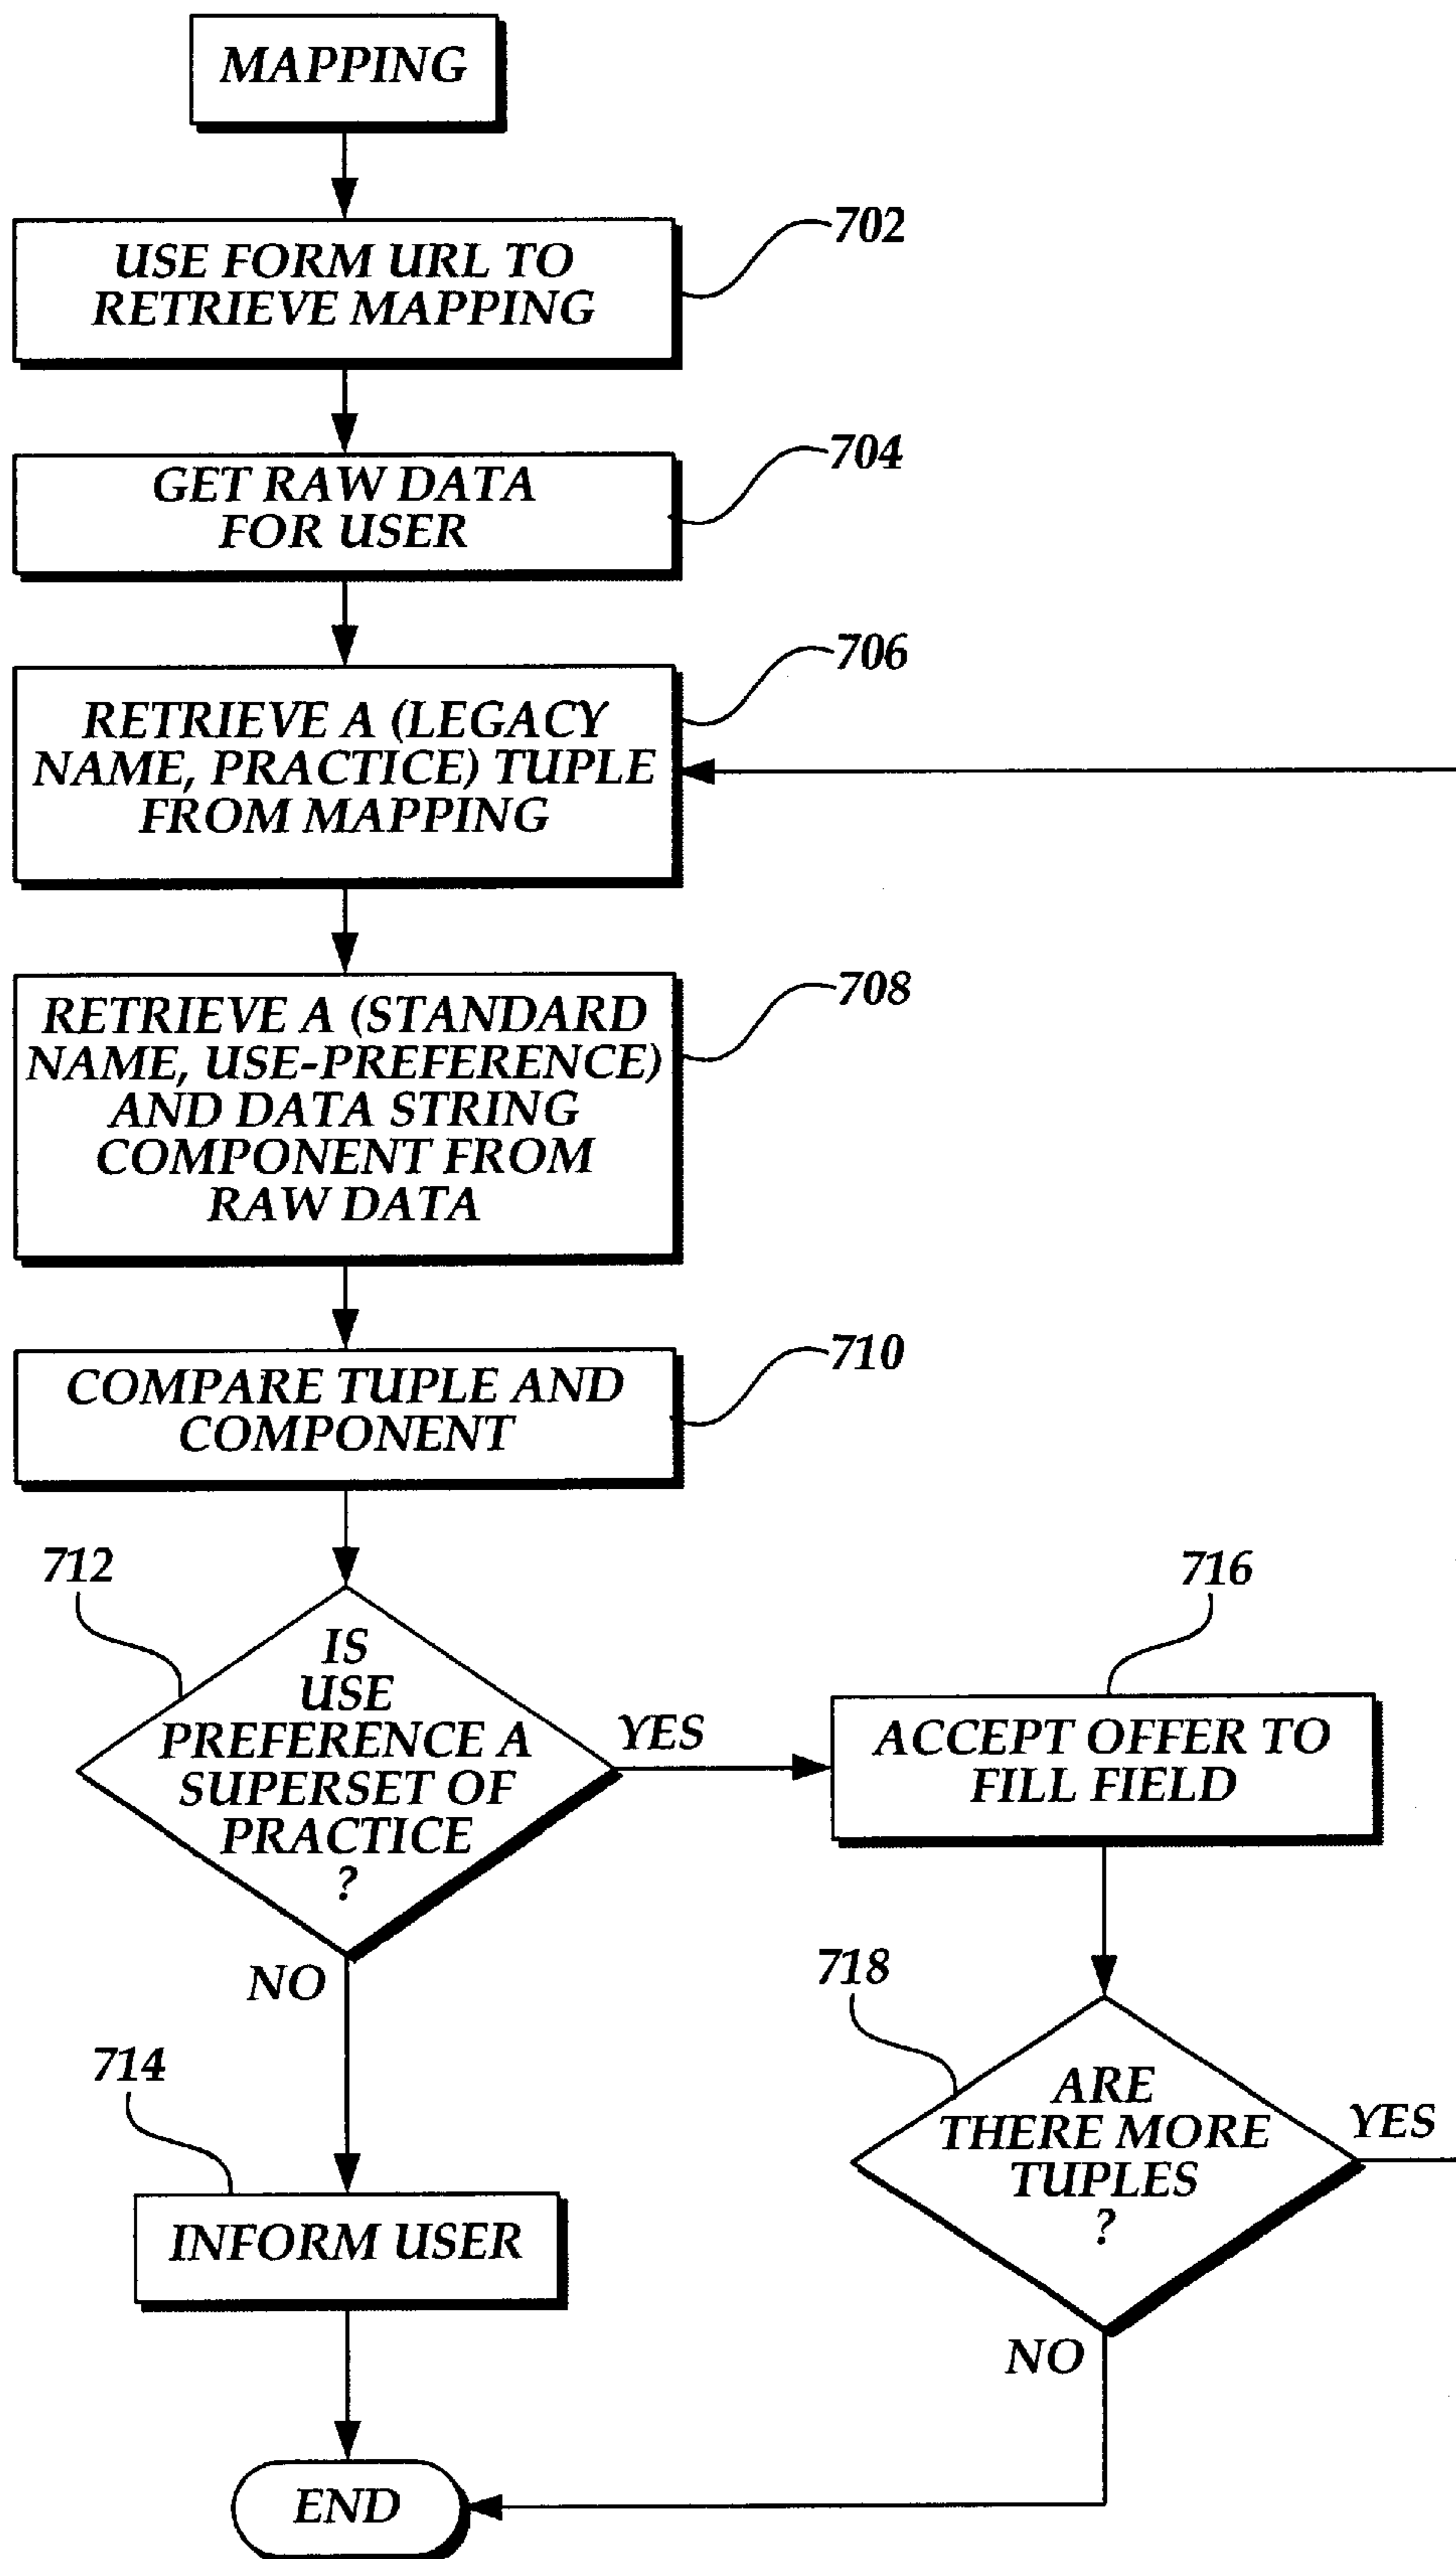 MAPPING
USE FORM URL TO
RETRIEVE MAPPING
702
GET RAW DATA
FOR USER
704
RETRIEVE A (LEGACY
NAME, PRACTICE) TUPLE
FROM MAPPING
706
RETRIEVE A (STANDARD
NAME, USE-PREFERENCE)
AND DATA STRING
COMPONENT FROM
RAW DATA
708
COMPARE TUPLE AND
COMPONENT
710
712
IS
USE
PREFERENCE A
SUPERSET OF
PRACTICE
?
YES
NO
716
ACCEPT OFFER TO
FILL FIELD
718
ARE
THERE MORE
TUPLES
?
YES
NO
714
INFORM USER
END